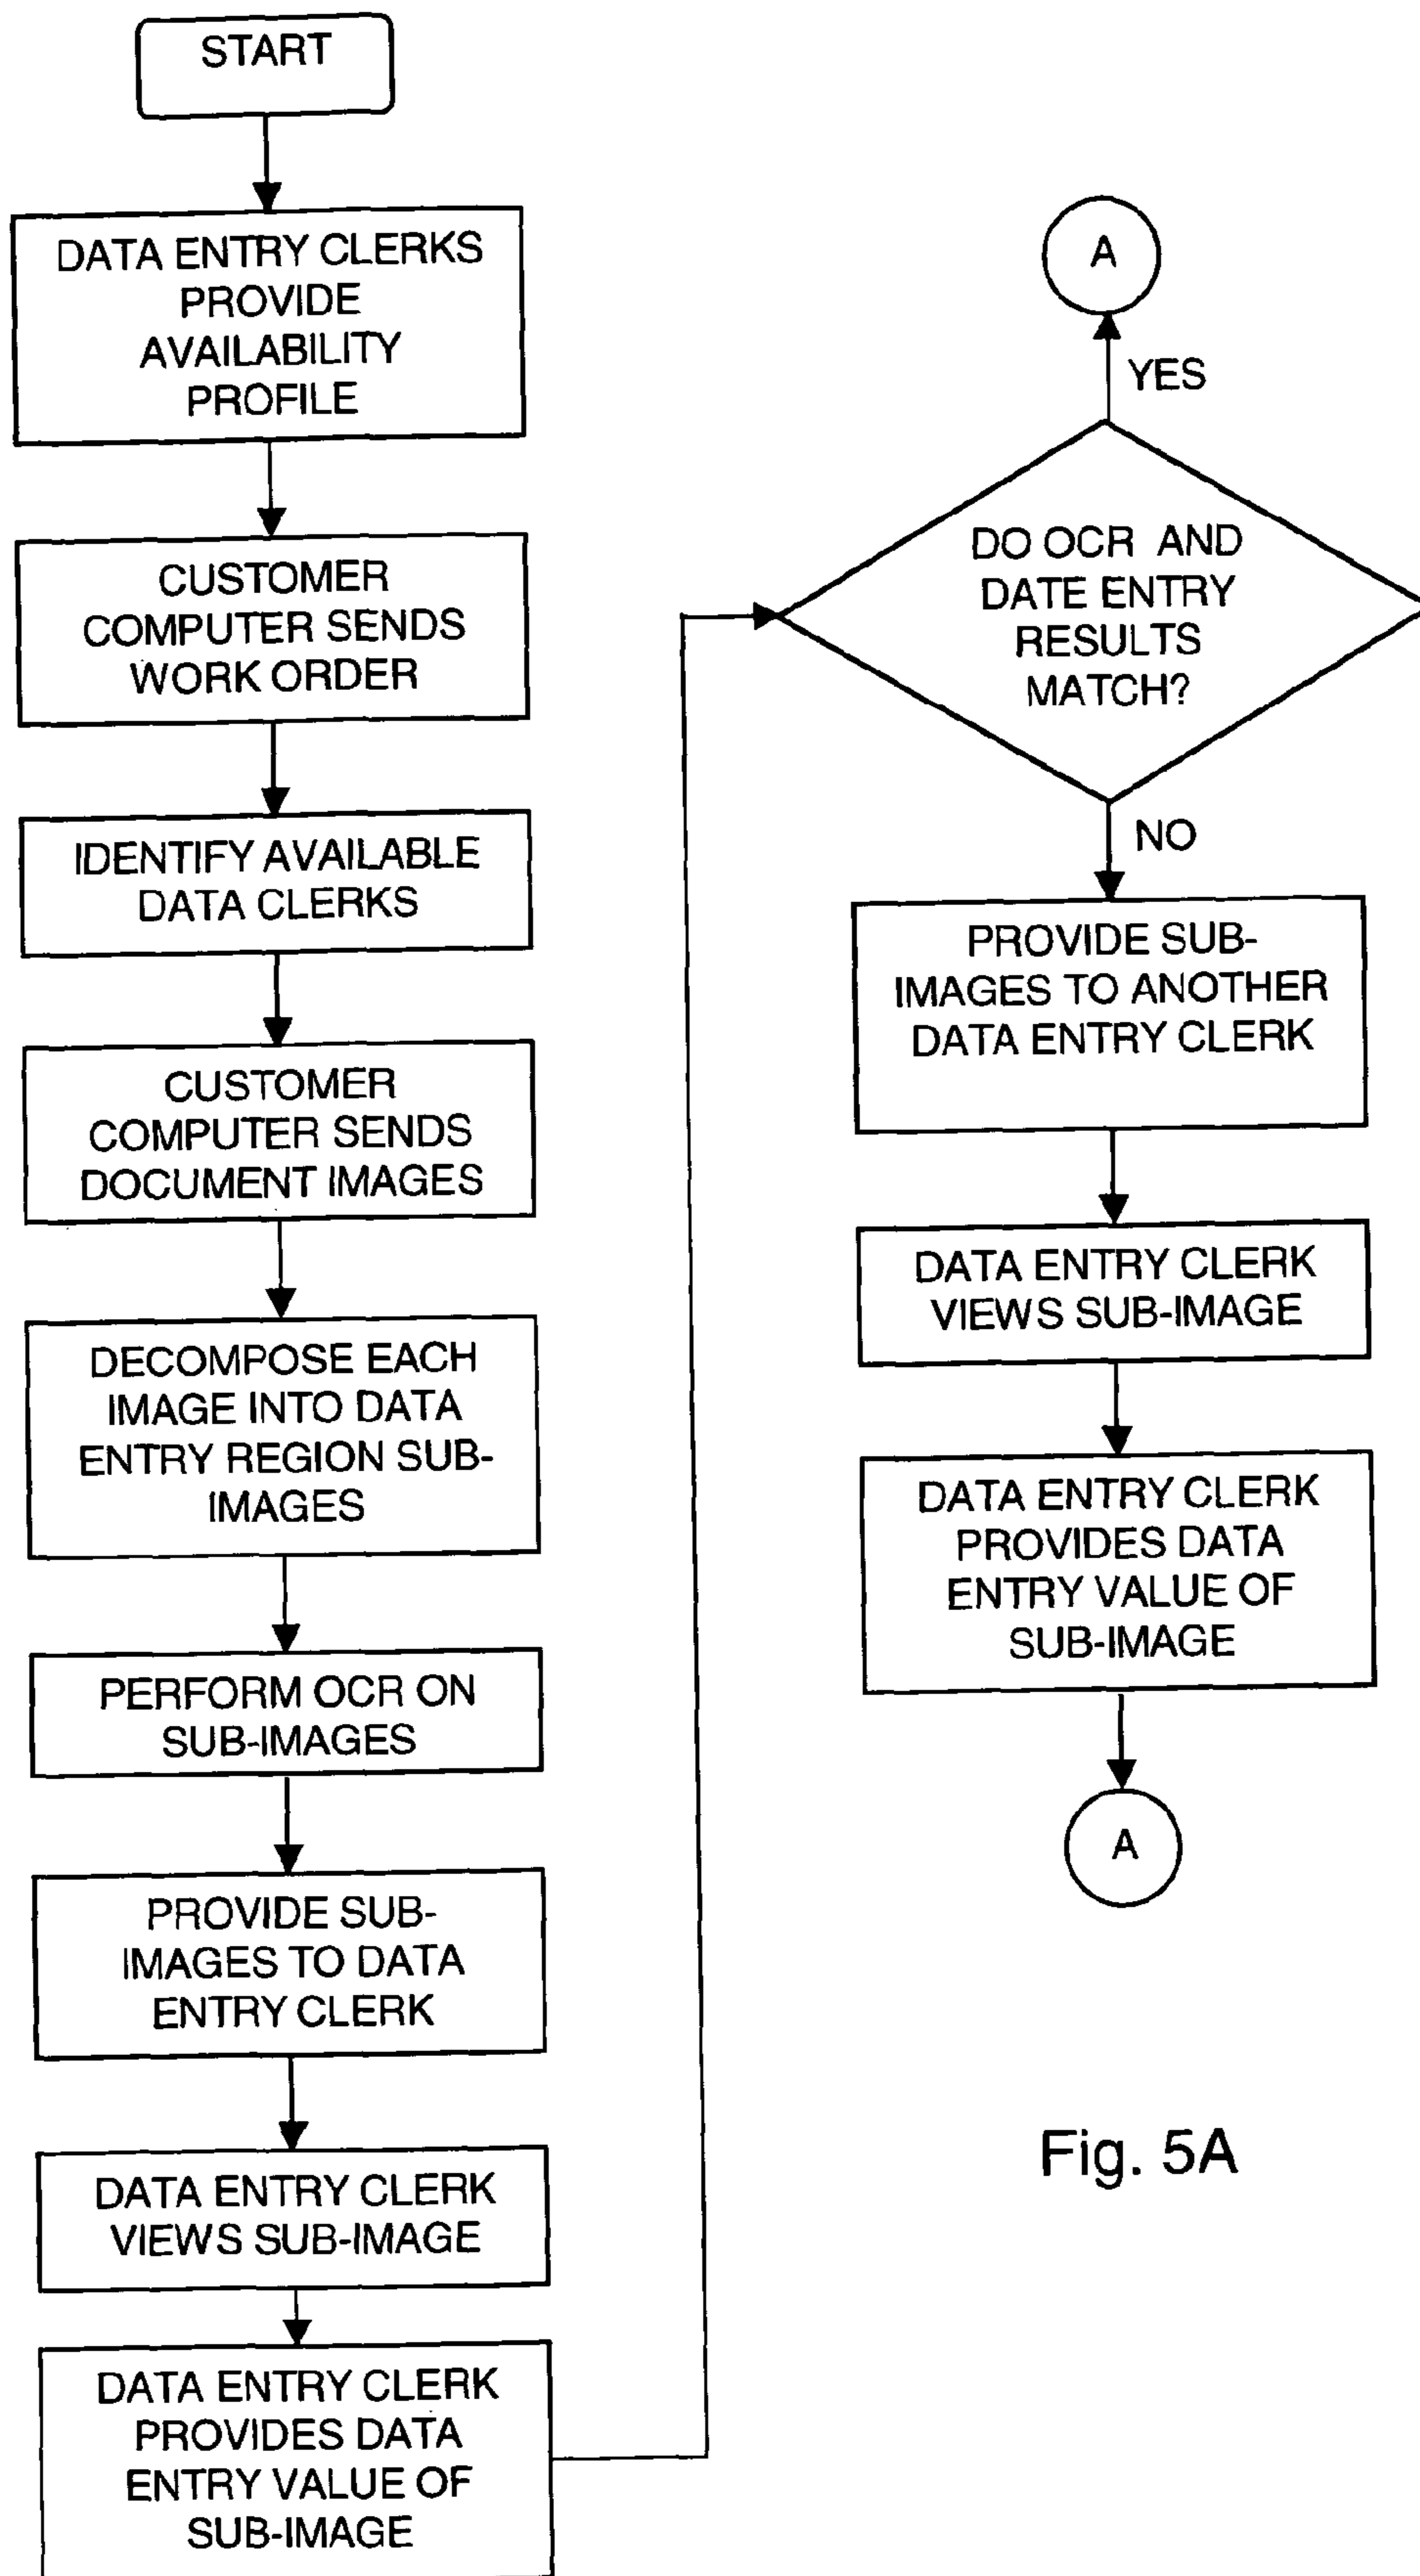 START
DATA ENTRY CLERKS
PROVIDE
AVAILABILITY
PROFILE
CUSTOMER
COMPUTER SENDS
WORK ORDER
IDENTIFY AVAILABLE
DATA CLERKS
CUSTOMER
COMPUTER SENDS
DOCUMENT IMAGES
DECOMPOSE EACH
IMAGE INTO DATA
ENTRY REGION SUB-
IMAGES
PERFORM OCR ON
SUB-IMAGES
PROVIDE SUB-
IMAGES TO DATA
ENTRY CLERK
DATA ENTRY CLERK
VIEWS SUB-IMAGE
DATA ENTRY CLERK
PROVIDES DATA
ENTRY VALUE OF
SUB-IMAGE
A
YES
DO OCR AND
DATE ENTRY
RESULTS
MATCH?
NO
PROVIDE SUB-
IMAGES TO ANOTHER
DATA ENTRY CLERK
DATA ENTRY CLERK
VIEWS SUB-IMAGE
DATA ENTRY CLERK
PROVIDES DATA
ENTRY VALUE OF
SUB-IMAGE
A
Fig. 5A